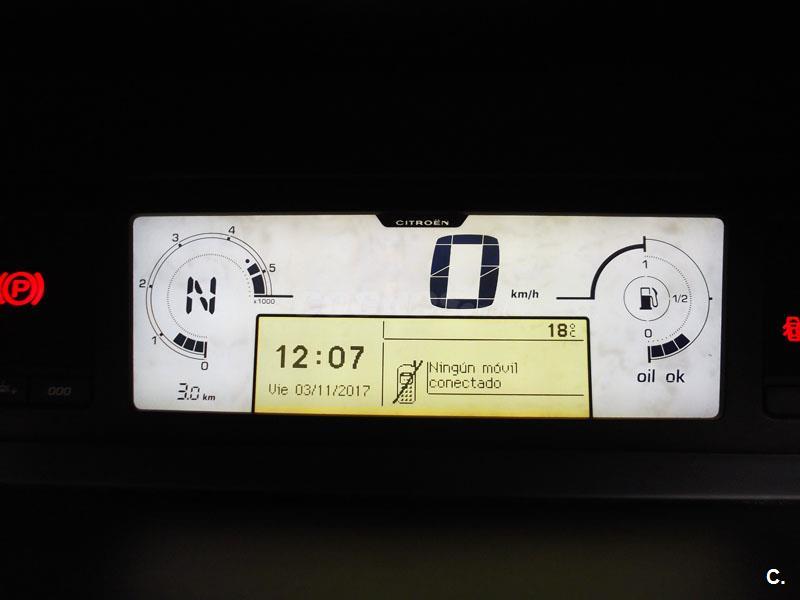 CITROËN
4
3
2
1
0
5
x1000
N
3.0 km
0 km/h
18°C
12:07
Vie 03/11/2017
Ningún móvil
conectado
1
1/2
0
oil ok
P
000
C.